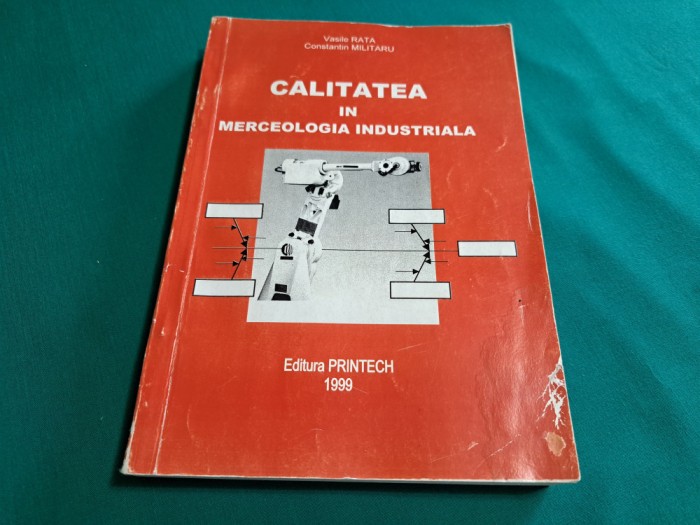 Vasile RATA
Constantin MILITARU
CALITATEA
IN
MERCEOLOGIA INDUSTRIALA
Editura PRINTECH
1999